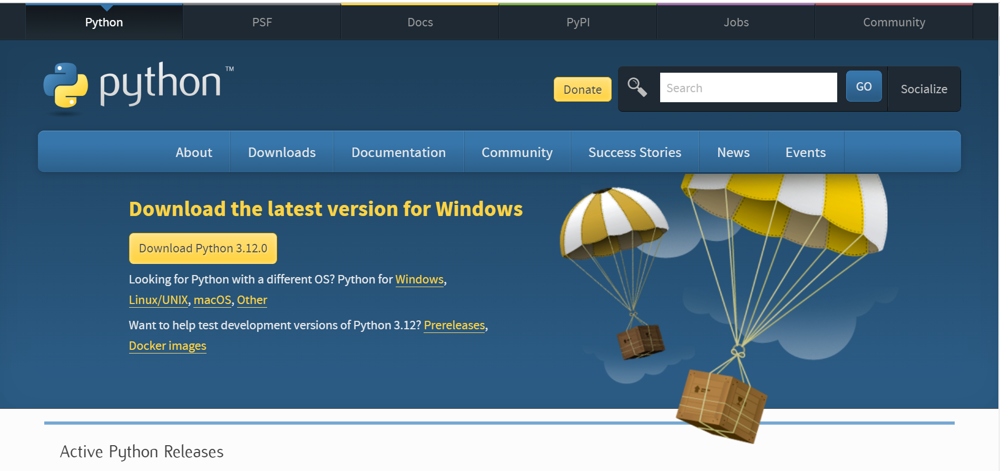 Python PSF Docs PyPI Jobs Community
python™
Donate Search GO Socialize
About Downloads Documentation Community Success Stories News Events
Download the latest version for Windows
Download Python 3.12.0
Looking for Python with a different OS? Python for Windows,
Linux/UNIX, macOS, Other
Want to help test development versions of Python 3.12? Prereleases,
Docker images
Active Python Releases